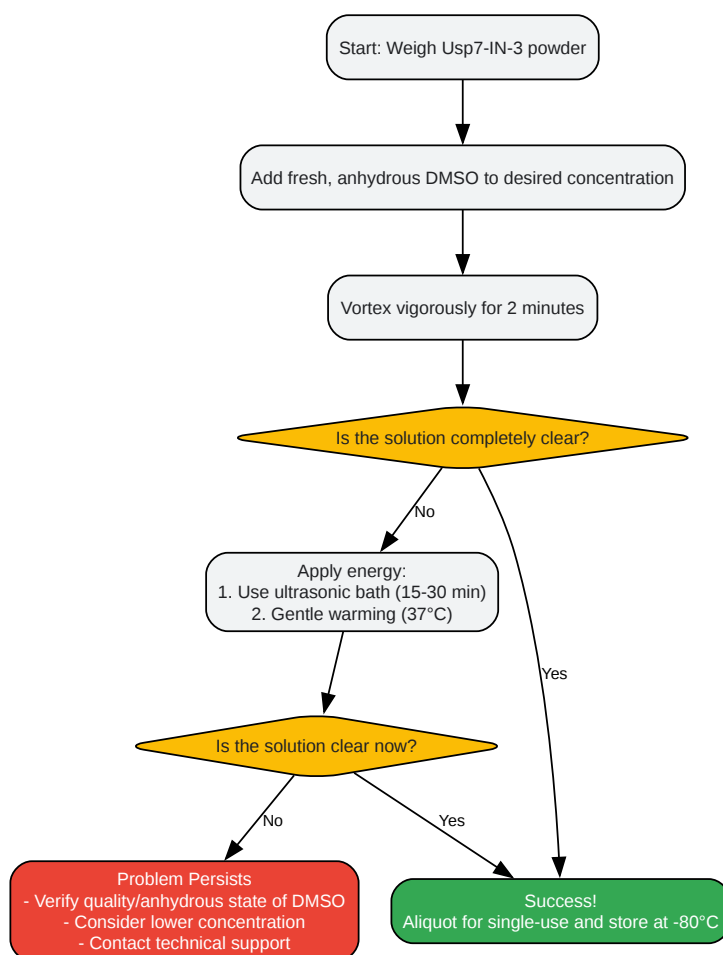 Start: Weigh Usp7-IN-3 powder
Add fresh, anhydrous DMSO to desired concentration
Vortex vigorously for 2 minutes
Is the solution completely clear?
No
Apply energy:
1. Use ultrasonic bath (15-30 min)
2. Gentle warming (37°C)
Yes
Is the solution clear now?
No
Yes
Problem Persists
- Verify quality/anhydrous state of DMSO
- Consider lower concentration
- Contact technical support
Success!
Aliquot for single-use and store at -80°C